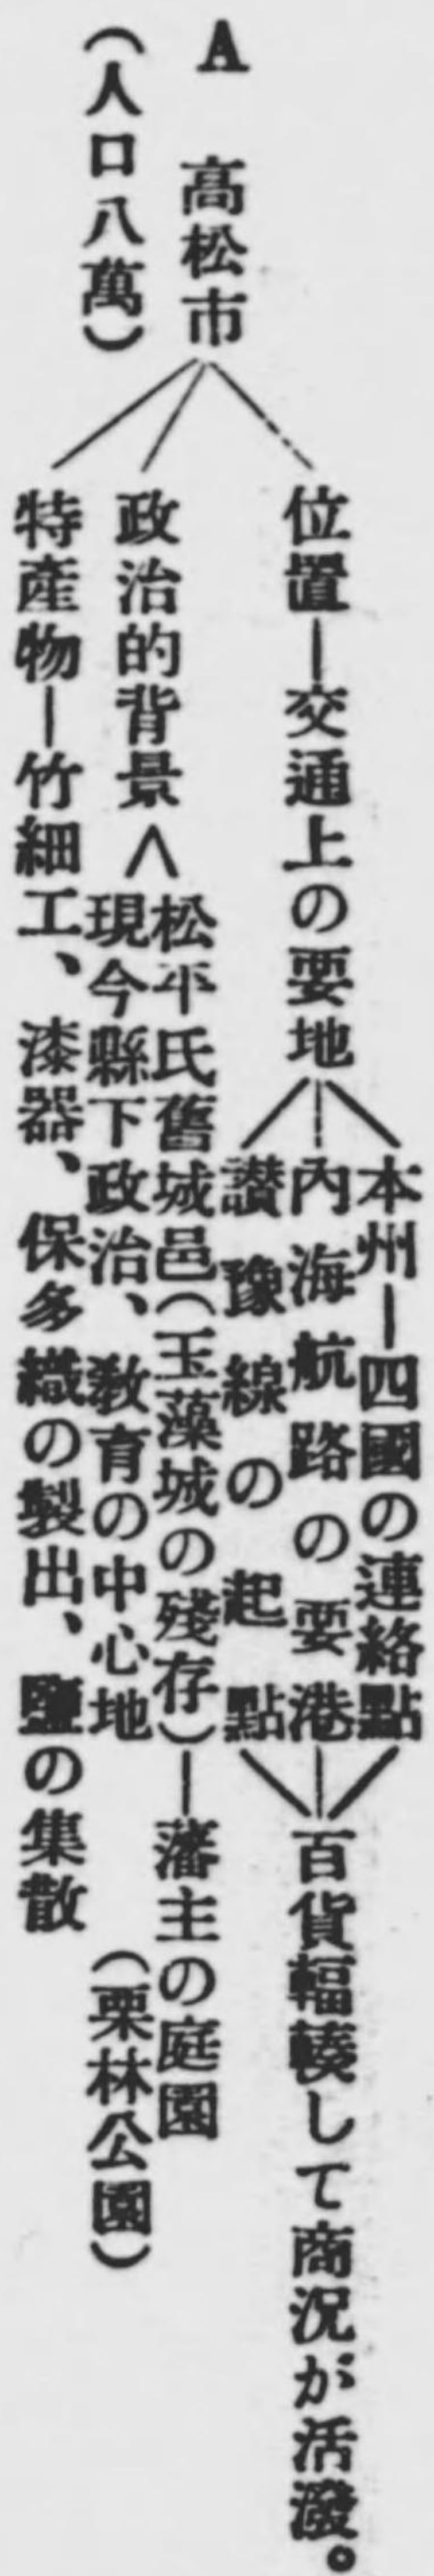 A 高松市
(人口八萬)
位置―交通上の要地
本州―四國の連絡點
內海航路の要港
讃豫線の起點
百貨輻輳して商況が活潑。
政治的背景
松平氏舊城邑(玉藻城の殘存)―藩主の庭園
(栗林公園)
現今縣下政治、敎育の中心地
特產物―竹細工、漆器、保多織の製出、鹽の集散